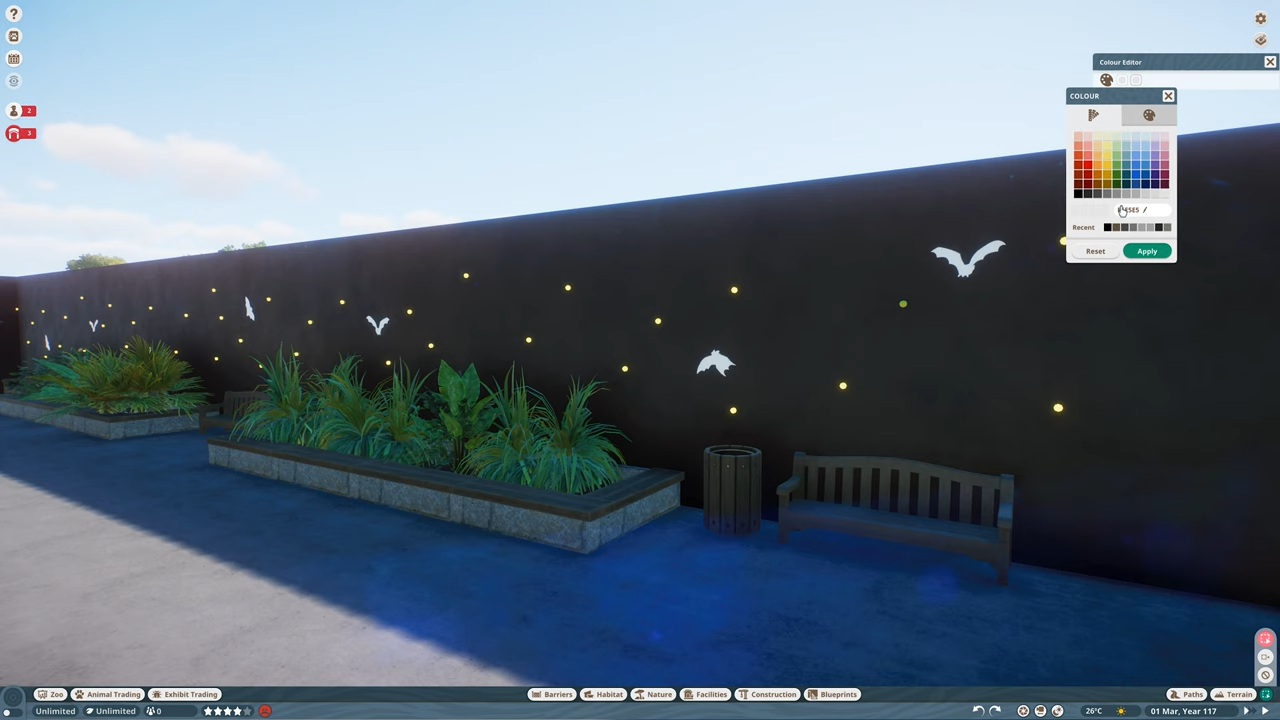 ?
2
3
Colour Editor
COLOUR
Recent
Reset
Apply
Zoo
Animal Trading
Exhibit Trading
Barriers
Habitat
Nature
Facilities
Construction
Blueprints
Paths
Terrain
Unlimited
Unlimited
0
26°C
01 Mar, Year 117